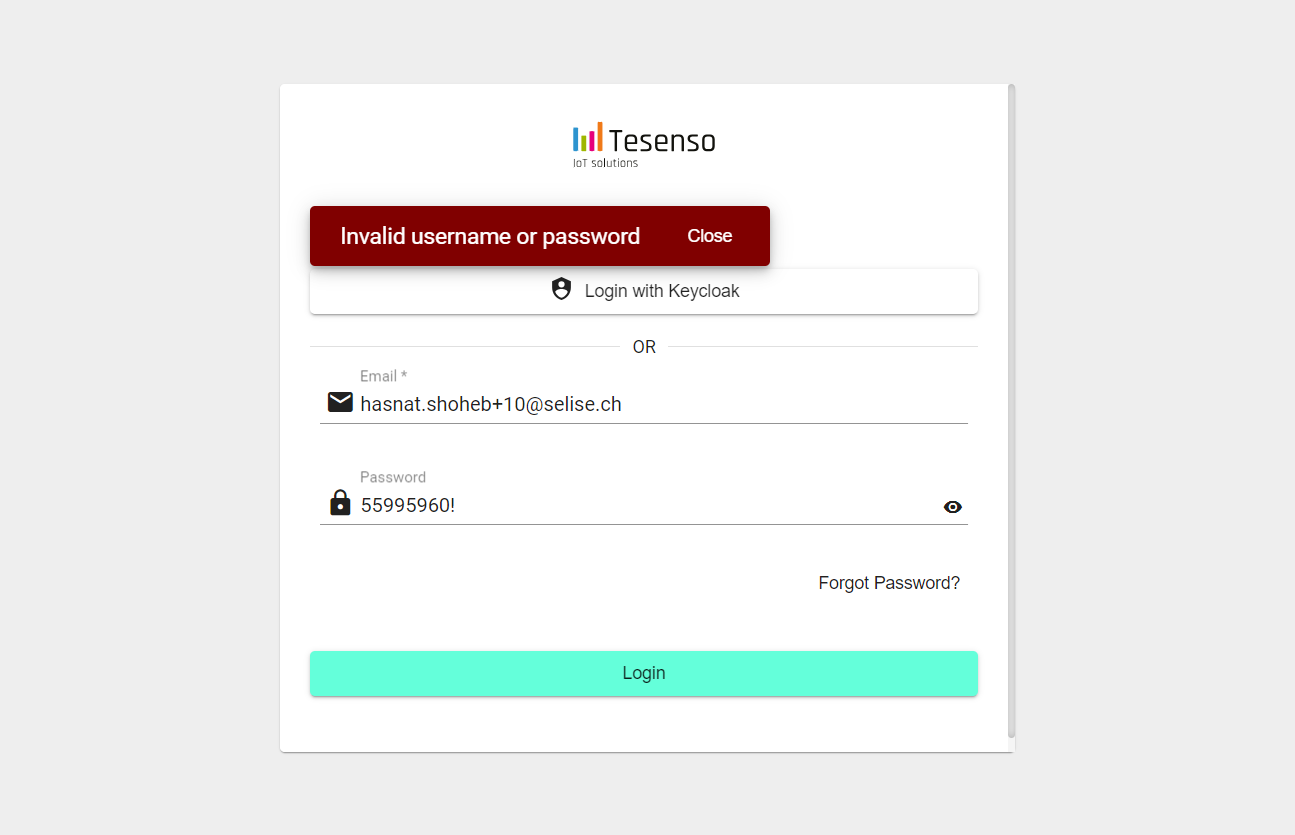 Tesenso
IoT solutions
Invalid username or password Close
Login with Keycloak
OR
Email *
hasnat.shoheb+10@selise.ch
Password
55995960!
Forgot Password?
Login